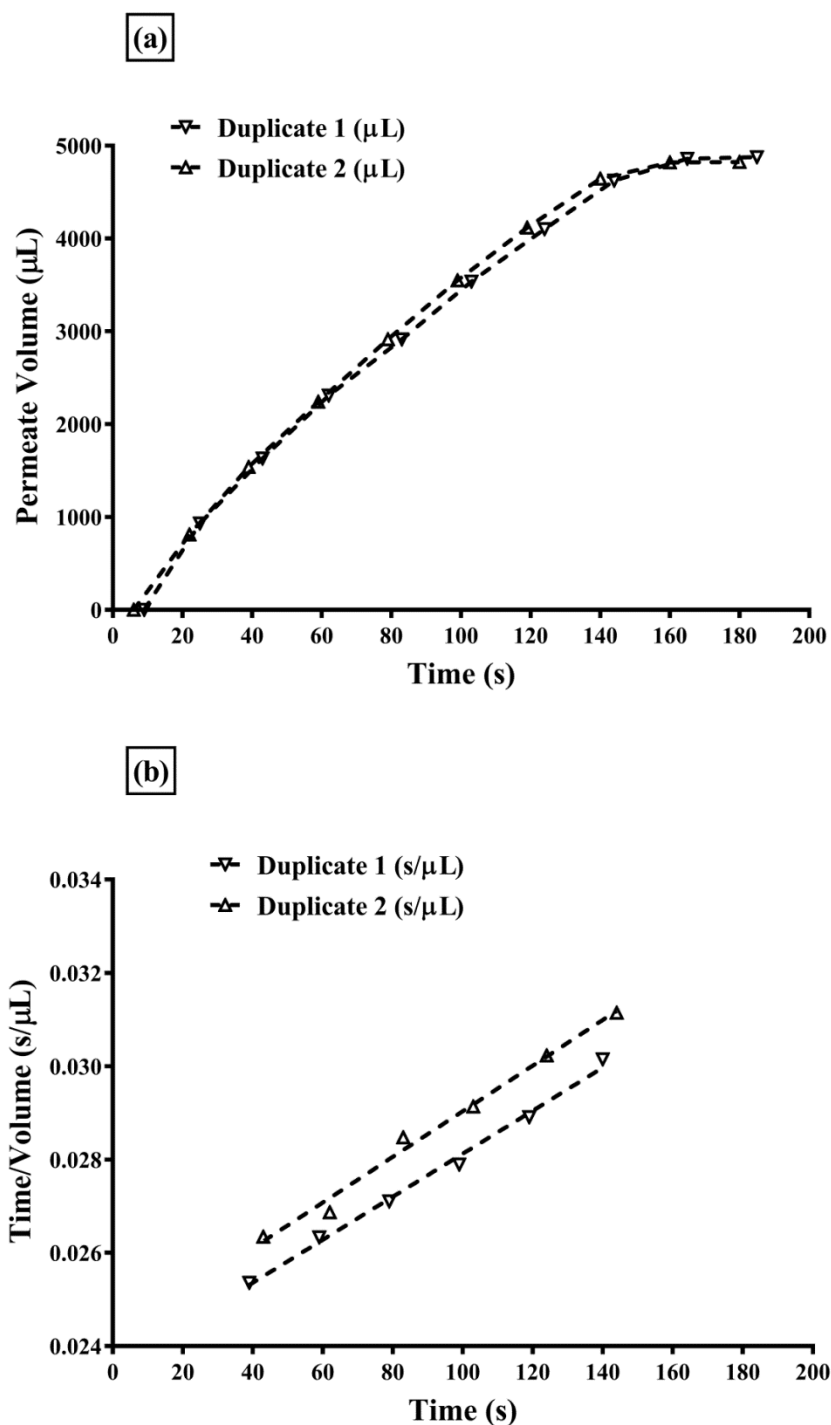 (a)
Duplicate 1 (μL)
Duplicate 2 (μL)
5000
4000
3000
2000
1000
0
Permeate Volume (μL)
0 20 40 60 80 100 120 140 160 180 200
Time (s)
(b)
Duplicate 1 (s/μL)
Duplicate 2 (s/μL)
0.034
0.032
0.030
0.028
0.026
0.024
Time/Volume (s/μL)
0 20 40 60 80 100 120 140 160 180 200
Time (s)